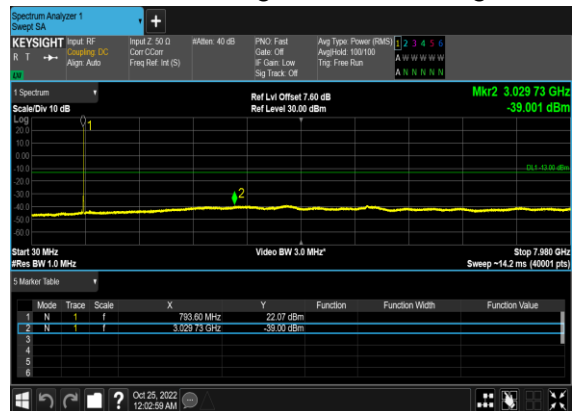 Spectrum Analyzer 1
Swept SA
+
KEYSIGHT Input: RF Input Z: 50 Ω #Atten: 40 dB PNO: Fast Avg Type: Power (RMS) 1 2 3 4 5 6
R T Coupling: DC Corr CCorr Gate: Off Avg|Hold: 100/100 A W W W W W
Align: Auto Freq Ref: Int (S) IF Gain: Low Trig: Free Run
Sig Track: Off A N N N N N
1 Spectrum Ref Lvl Offset 7.60 dB Mkr2 3.029 73 GHz
Scale/Div 10 dB Ref Level 30.00 dBm -39.001 dBm
Log
20.0
10.0
0.00
-10.0
-20.0
-30.0
-40.0
-50.0
-60.0
1
2
DL1 -13.00 dBm
Start 30 MHz Video BW 3.0 MHz* Stop 7.980 GHz
#Res BW 1.0 MHz Sweep ~14.2 ms (40001 pts)
5 Marker Table
Mode Trace Scale X Y Function Function Width Function Value
1 N 1 f 793.60 MHz 22.07 dBm
2 N 1 f 3.029 73 GHz -39.00 dBm
3
4
5
6
? Oct 25, 2022
12:02:59 AM